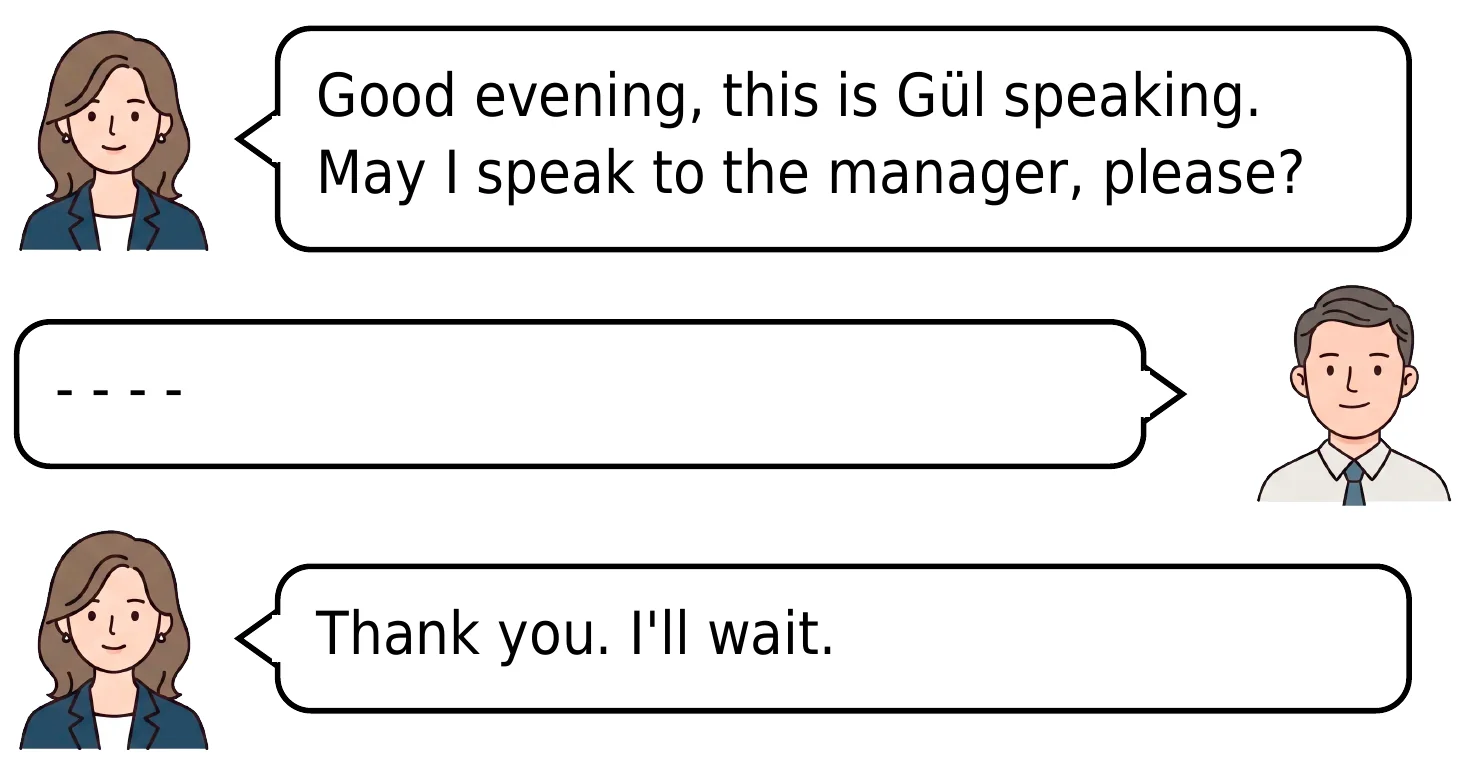 Good evening, this is Gül speaking.
May I speak to the manager, please?
- - - -
Thank you. I'll wait.